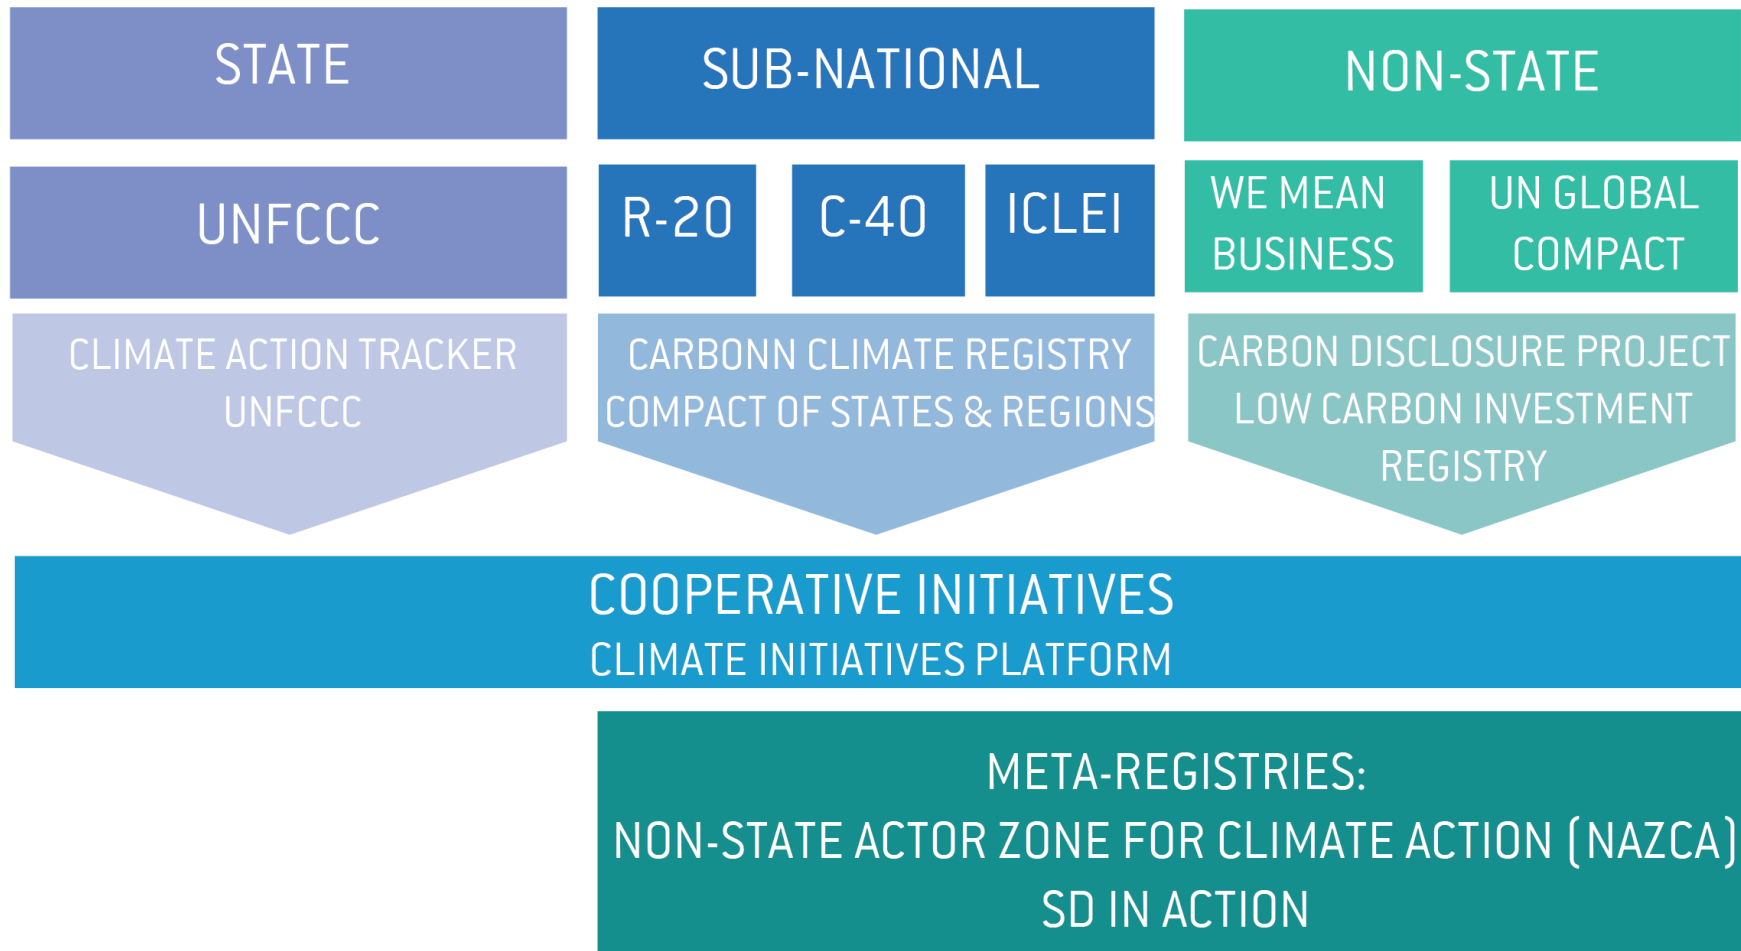 STATE
SUB-NATIONAL
NON-STATE
UNFCCC
R-20
C-40
ICLEI
WE MEAN
BUSINESS
UN GLOBAL
COMPACT
CLIMATE ACTION TRACKER
UNFCCC
CARBONN CLIMATE REGISTRY
COMPACT OF STATES & REGIONS
CARBON DISCLOSURE PROJECT
LOW CARBON INVESTMENT
REGISTRY
COOPERATIVE INITIATIVES
CLIMATE INITIATIVES PLATFORM
META-REGISTRIES:
NON-STATE ACTOR ZONE FOR CLIMATE ACTION (NAZCA)
SD IN ACTION